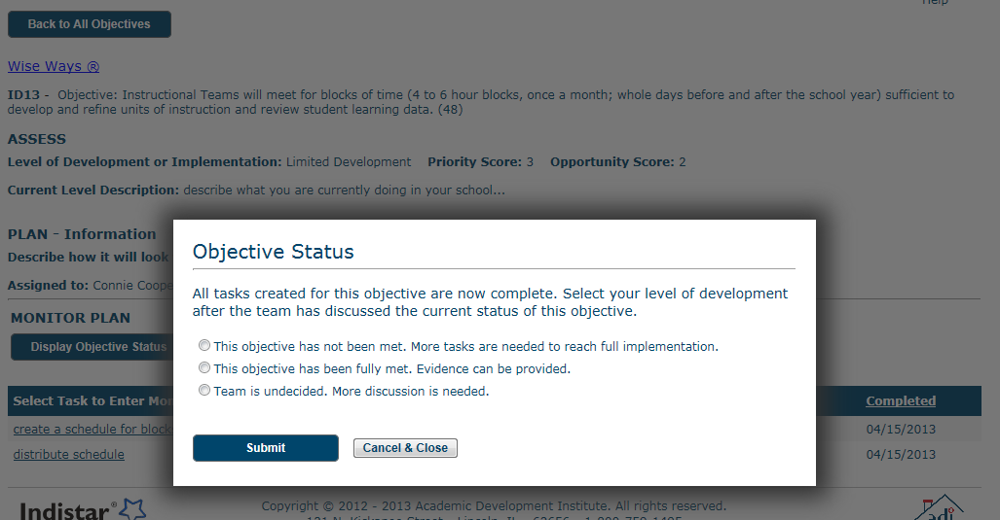 Help
Back to All Objectives
Wise Ways ®
ID13 - Objective: Instructional Teams will meet for blocks of time (4 to 6 hour blocks, once a month; whole days before and after the school year) sufficient to
develop and refine units of instruction and review student learning data. (48)
ASSESS
Level of Development or Implementation: Limited Development Priority Score: 3 Opportunity Score: 2
Current Level Description: describe what you are currently doing in your school...
PLAN - Information
Describe how it will look
Assigned to: Connie Coope
MONITOR PLAN
Display Objective Status
Objective Status
All tasks created for this objective are now complete. Select your level of development
after the team has discussed the current status of this objective.
This objective has not been met. More tasks are needed to reach full implementation.
This objective has been fully met. Evidence can be provided.
Team is undecided. More discussion is needed.
Submit Cancel & Close
Select Task to Enter Mon Completed
create a schedule for blocks 04/15/2013
distribute schedule 04/15/2013
Indistar® adi
Copyright © 2012 - 2013 Academic Development Institute. All rights reserved.